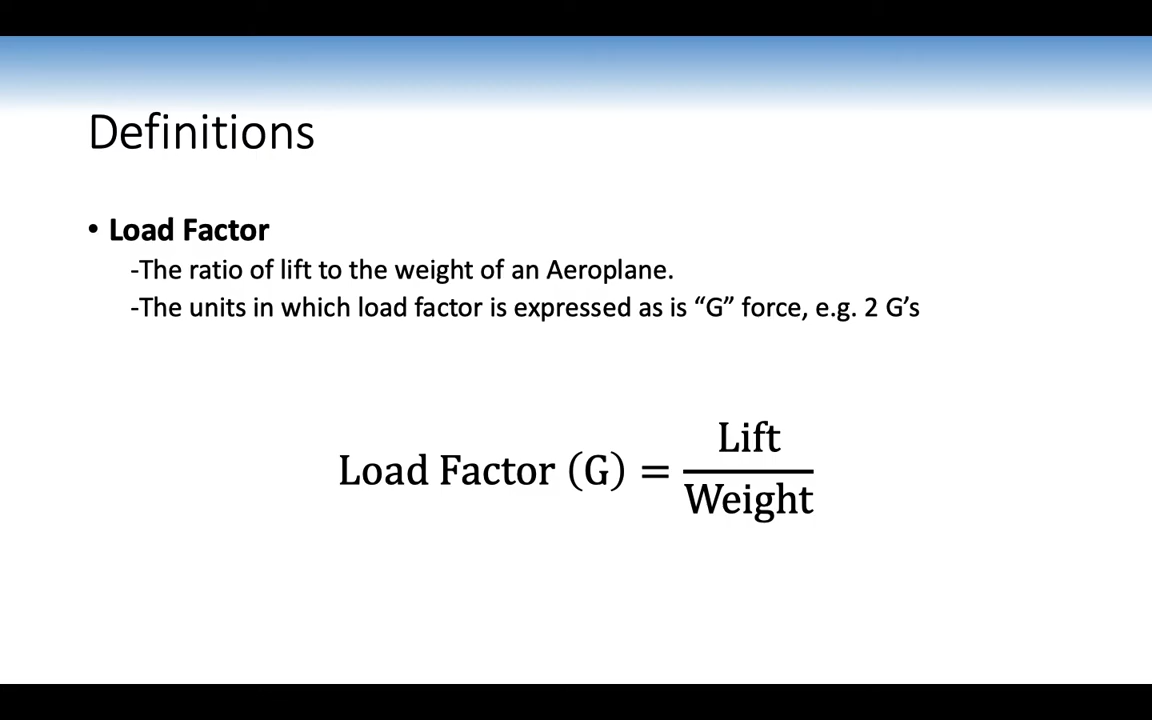 Definitions
• Load Factor
-The ratio of lift to the weight of an Aeroplane.
-The units in which load factor is expressed as is “G” force, e.g. 2 G’s
Lift
Load Factor (G) =
Weight